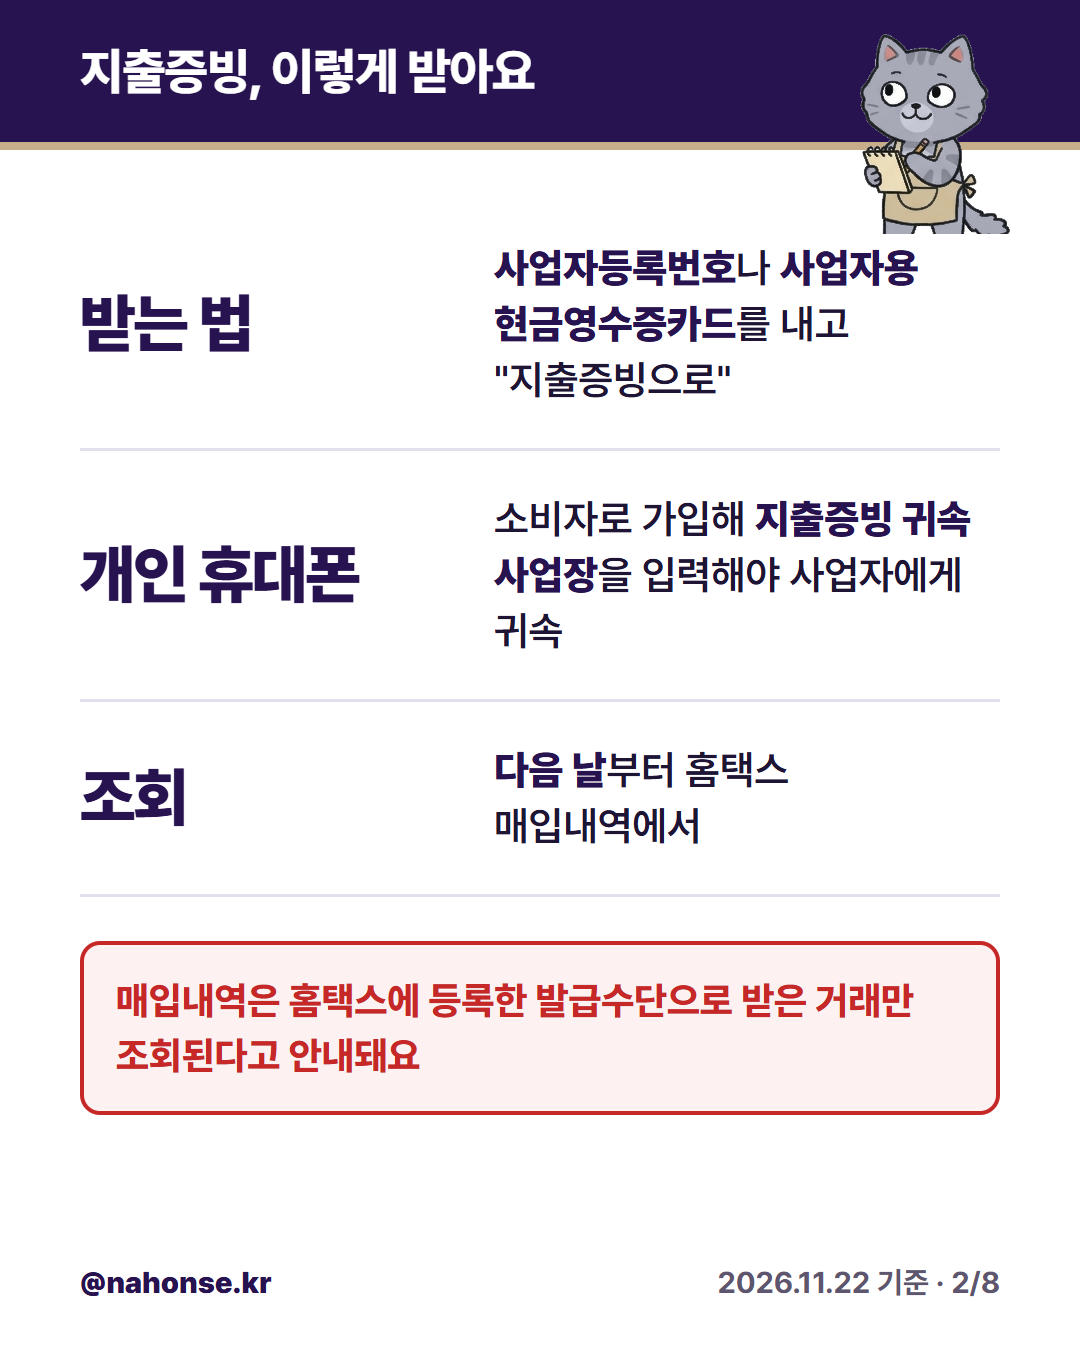 지출증빙, 이렇게 받아요
받는 법
사업자등록번호나 사업자용
현금영수증카드를 내고
"지출증빙으로"
개인 휴대폰
소비자로 가입해 지출증빙 귀속
사업장을 입력해야 사업자에게
귀속
조회
다음 날부터 홈택스
매입내역에서
매입내역은 홈택스에 등록한 발급수단으로 받은 거래만
조회된다고 안내돼요
@nahonse.kr
2026.11.22 기준 · 2/8